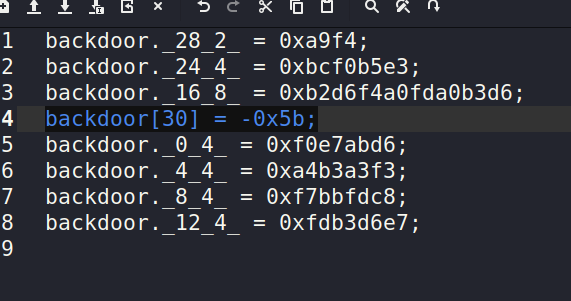 1 backdoor._28_2_ = 0xa9f4;
2 backdoor._24_4_ = 0xbcf0b5e3;
3 backdoor._16_8_ = 0xb2d6f4a0fda0b3d6;
4 backdoor[30] = -0x5b;
5 backdoor._0_4_ = 0xf0e7abd6;
6 backdoor._4_4_ = 0xa4b3a3f3;
7 backdoor._8_4_ = 0xf7bbfdc8;
8 backdoor._12_4_ = 0xfdb3d6e7;
9